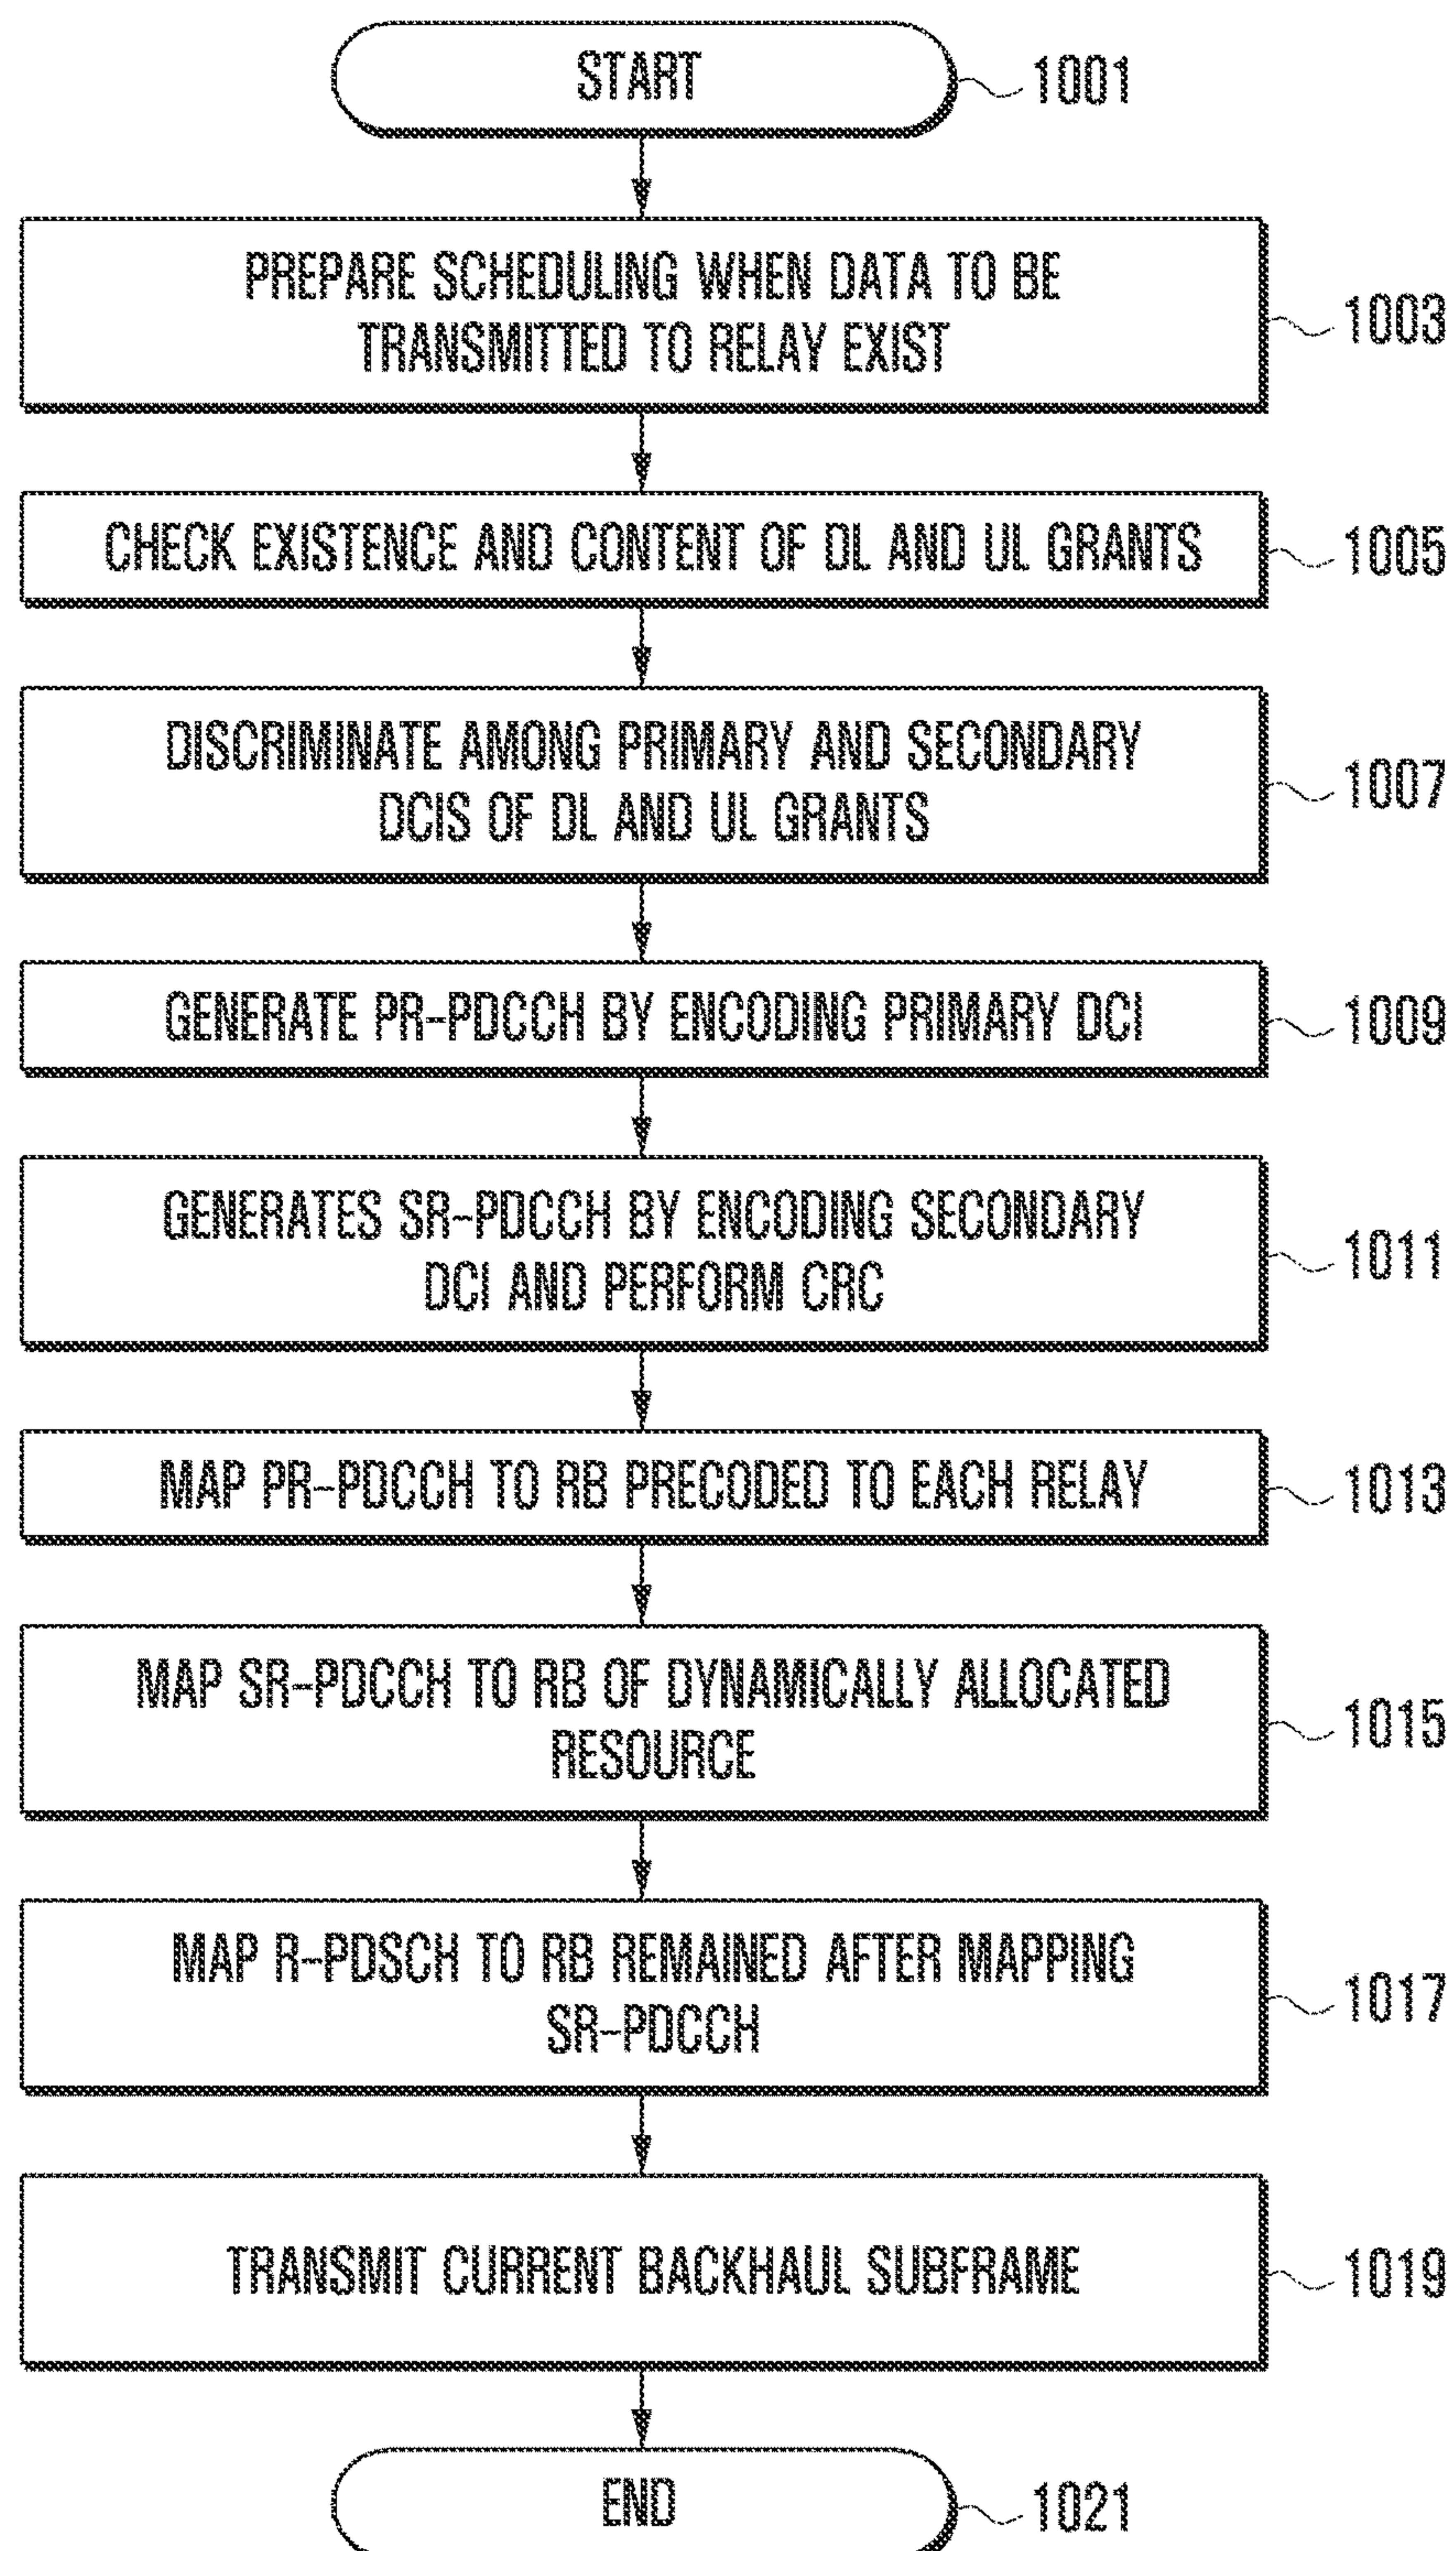 START
1001
PREPARE SCHEDULING WHEN DATA TO BE
TRANSMITTED TO RELAY EXIST
1003
CHECK EXISTENCE AND CONTENT OF DL AND UL GRANTS
1005
DISCRIMINATE AMONG PRIMARY AND SECONDARY
DCIS OF DL AND UL GRANTS
1007
GENERATE PR-PDCCH BY ENCODING PRIMARY DCI
1009
GENERATES SR-PDCCH BY ENCODING SECONDARY
DCI AND PERFORM CRC
1011
MAP PR-PDCCH TO RB PRECODED TO EACH RELAY
1013
MAP SR-PDCCH TO RB OF DYNAMICALLY ALLOCATED
RESOURCE
1015
MAP R-PDSCH TO RB REMAINED AFTER MAPPING
SR-PDCCH
1017
TRANSMIT CURRENT BACKHAUL SUBFRAME
1019
END
1021